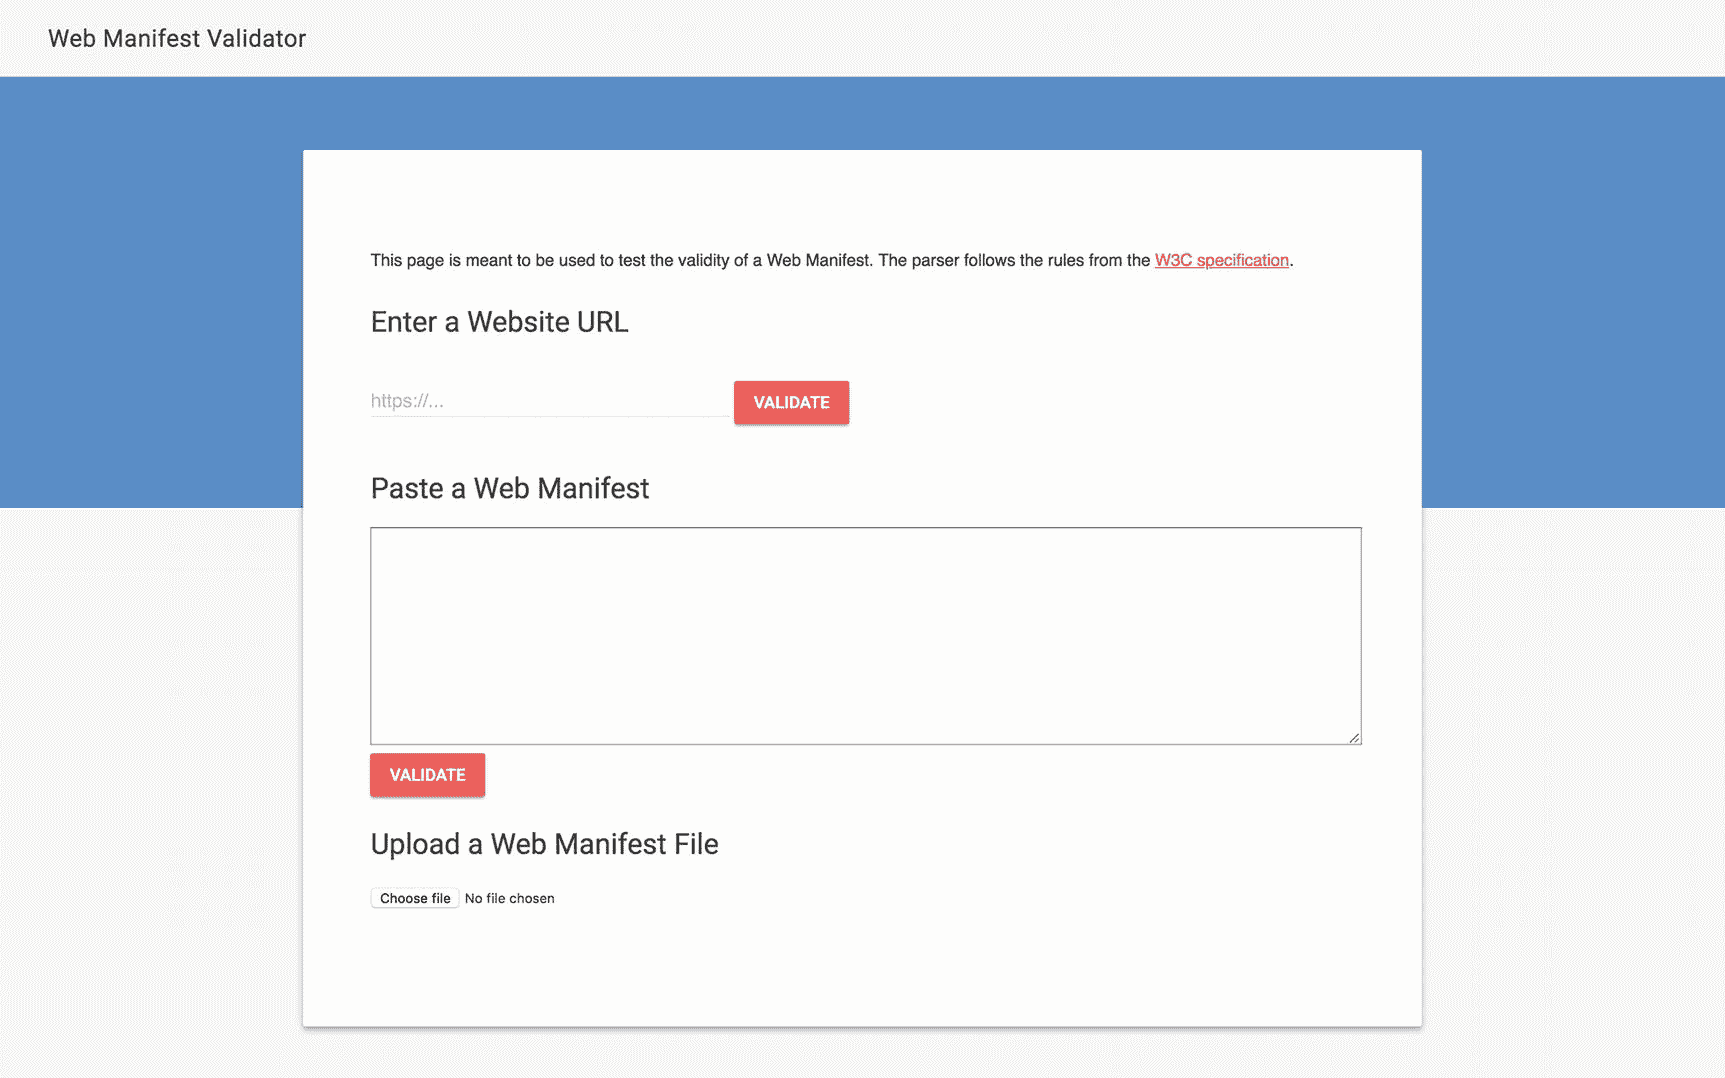 Web Manifest Validator
This page is meant to be used to test the validity of a Web Manifest. The parser follows the rules from the W3C specification.
Enter a Website URL
https://...
VALIDATE
Paste a Web Manifest
VALIDATE
Upload a Web Manifest File
Choose file No file chosen